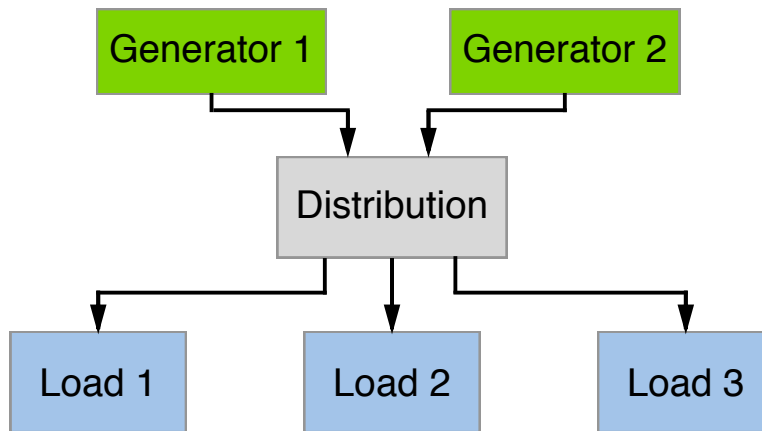 Generator 1
Generator 2
Distribution
Load 1
Load 2
Load 3